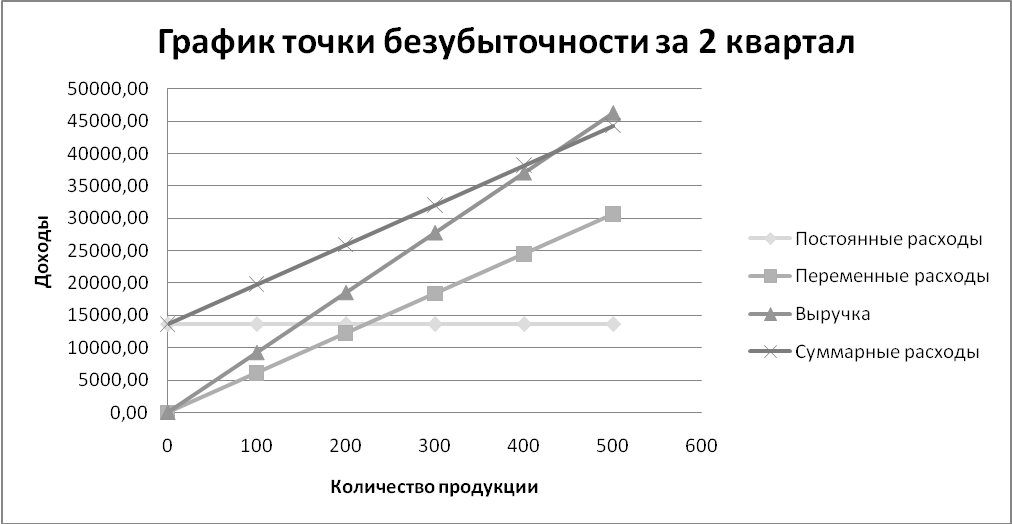 График точки безубыточности за 2 квартал
50000,00
45000,00
40000,00
35000,00
30000,00
25000,00
20000,00
15000,00
10000,00
5000,00
0,00
Доходы
0 100 200 300 400 500 600
Количество продукции
Постоянные расходы
Переменные расходы
Выручка
Суммарные расходы